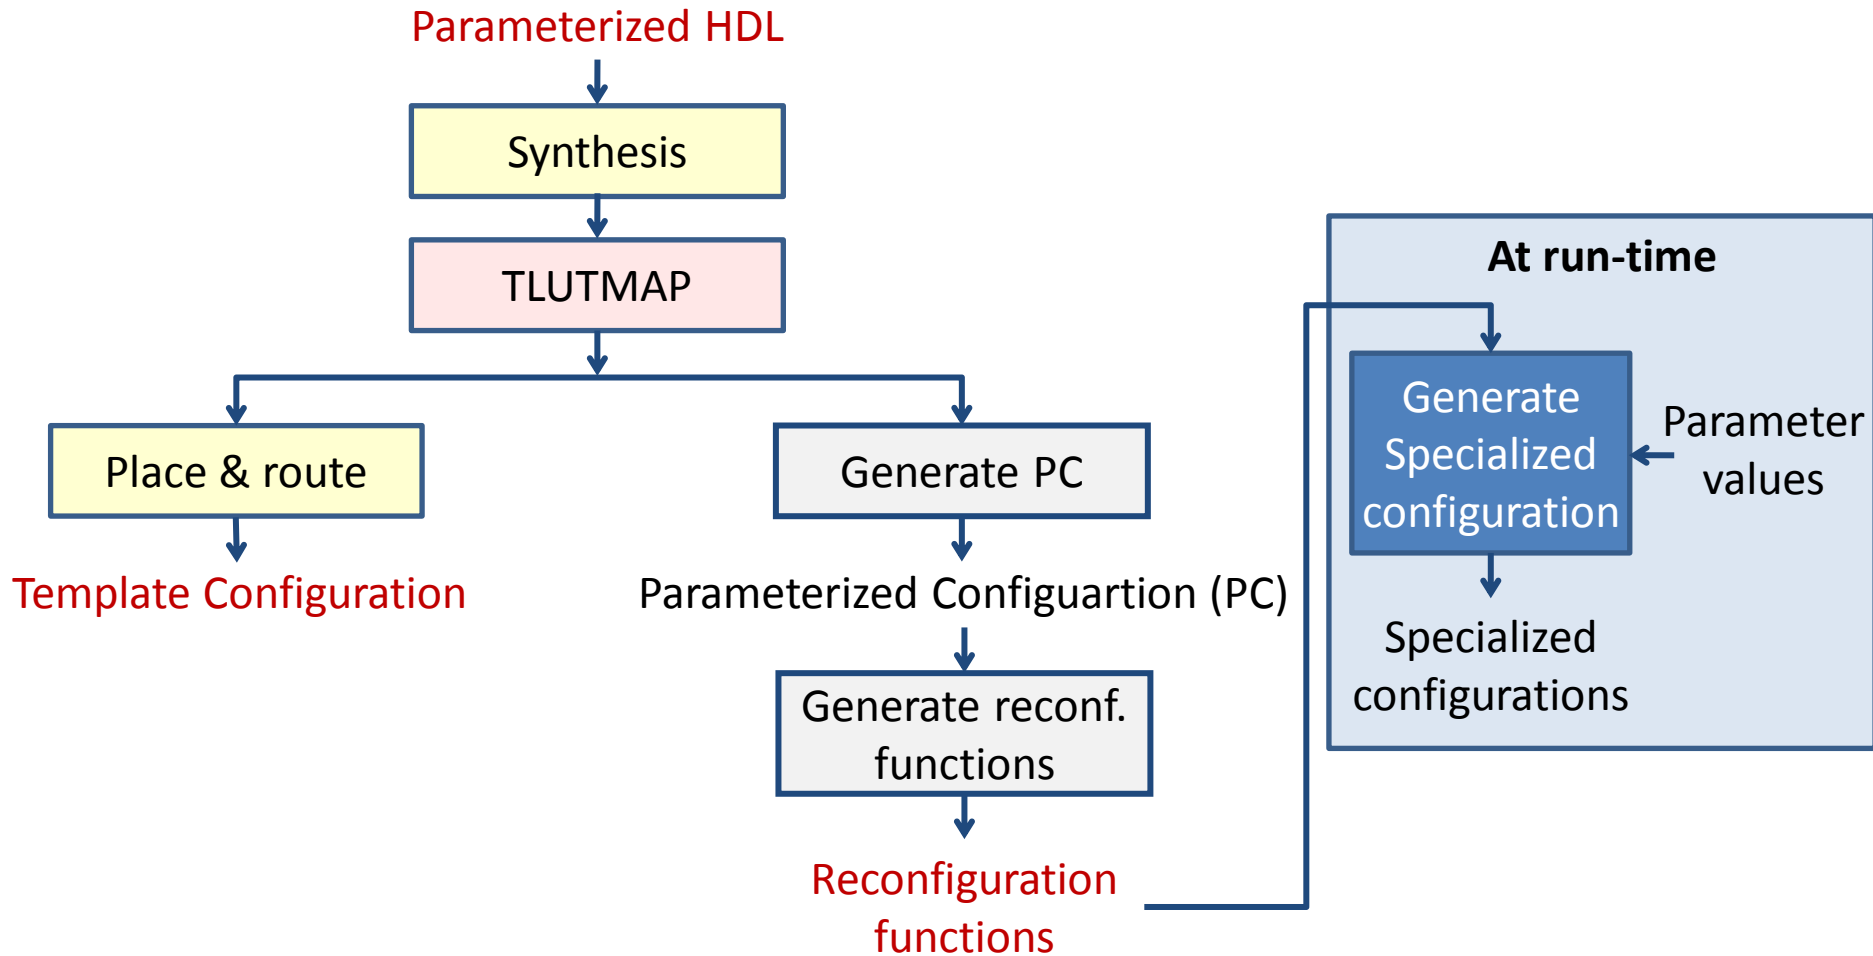 Parameterized HDL
Synthesis
TLUTMAP
Place & route
Template Configuration
Generate PC
Parameterized Configuartion (PC)
Generate reconf.
functions
Reconfiguration
functions
At run-time
Generate
Specialized
configuration
Parameter
values
Specialized
configurations